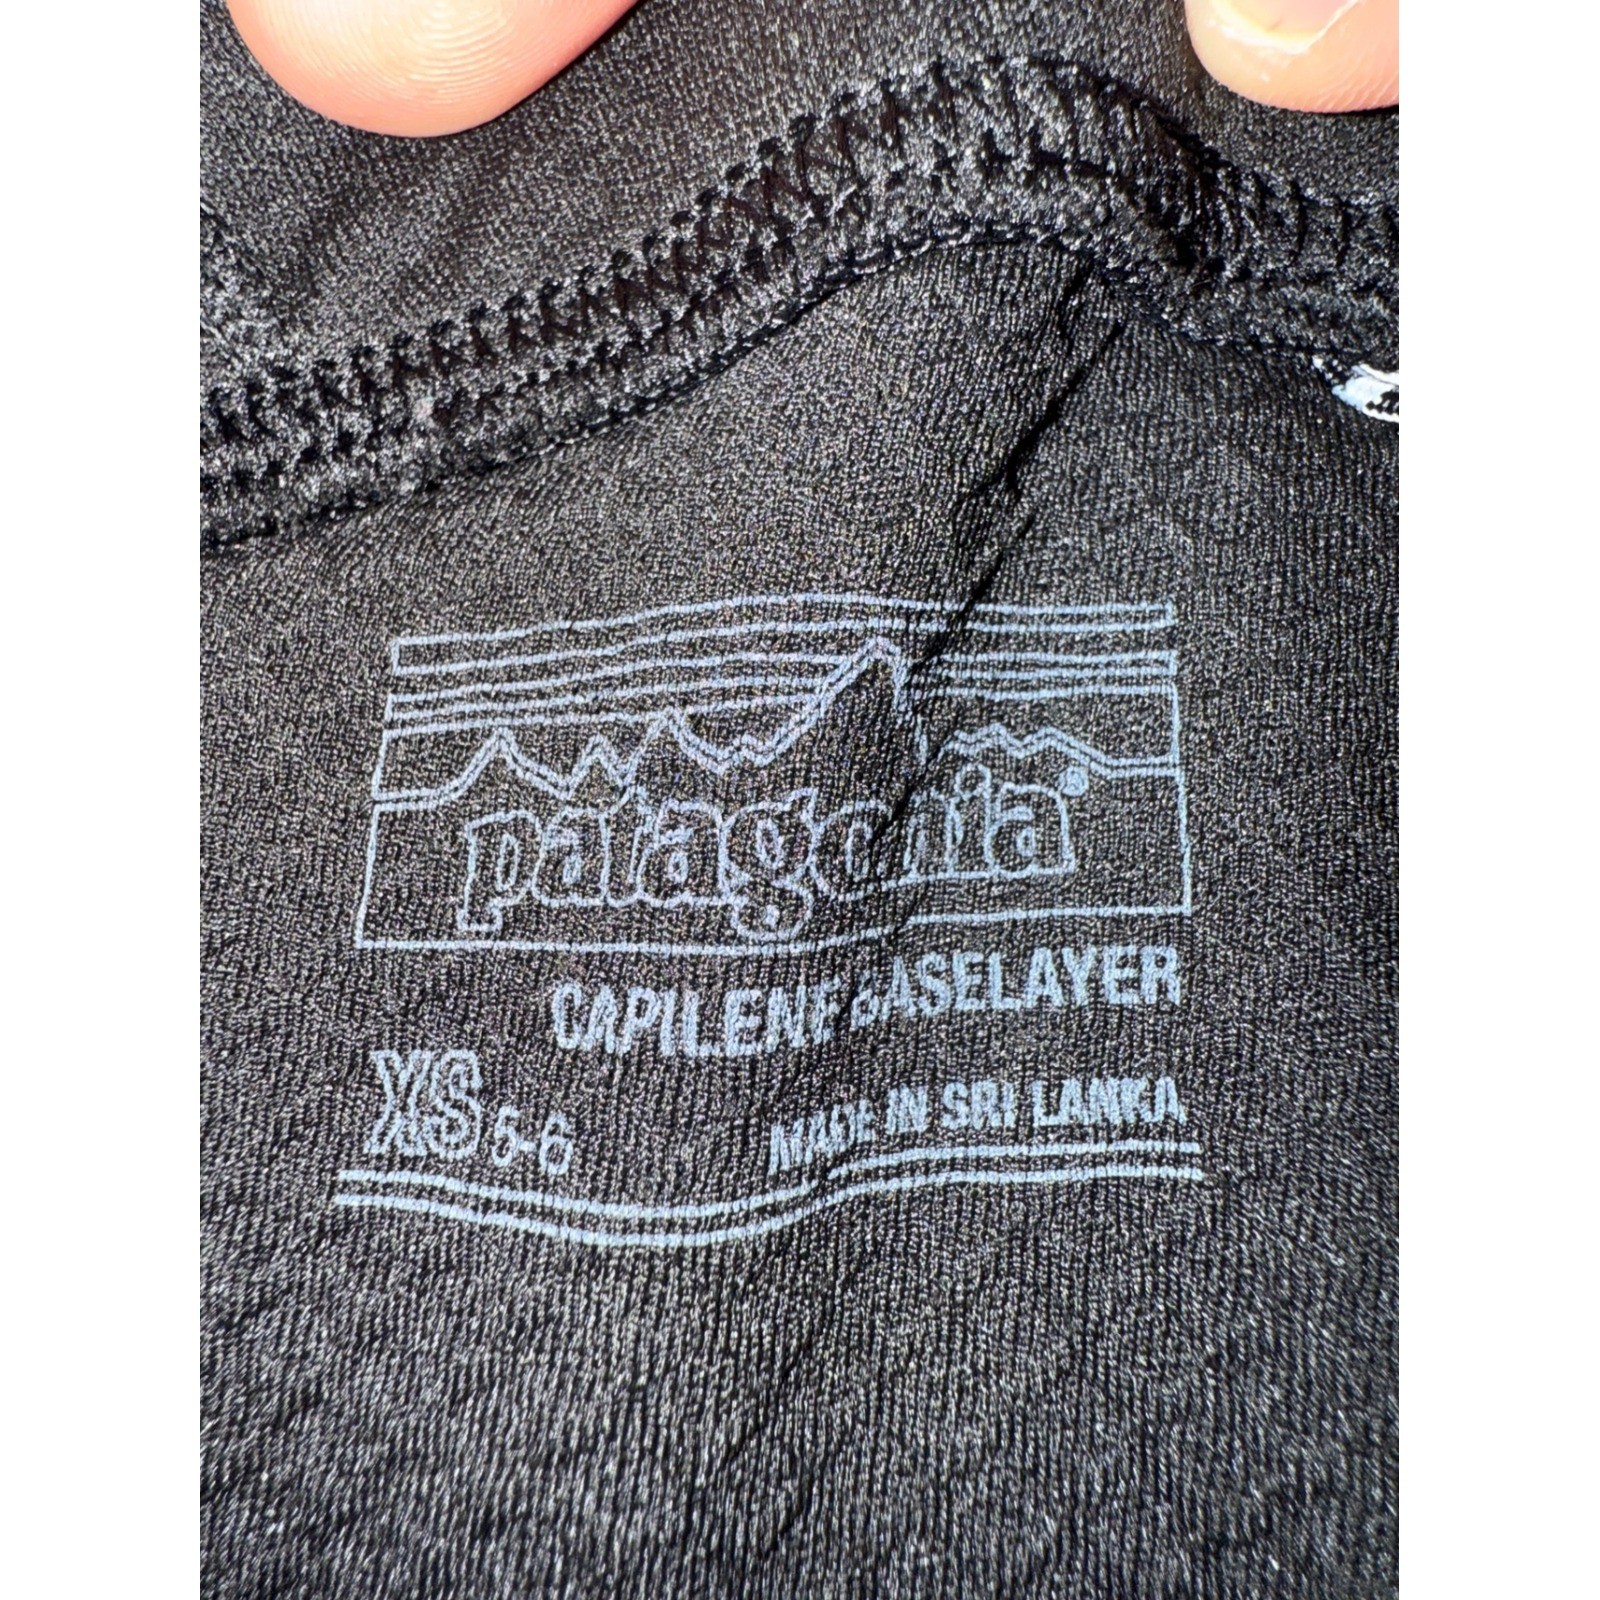 patagonia®
CAPILENE BASELAYER
XS 5-6
MADE IN SRI LANKA